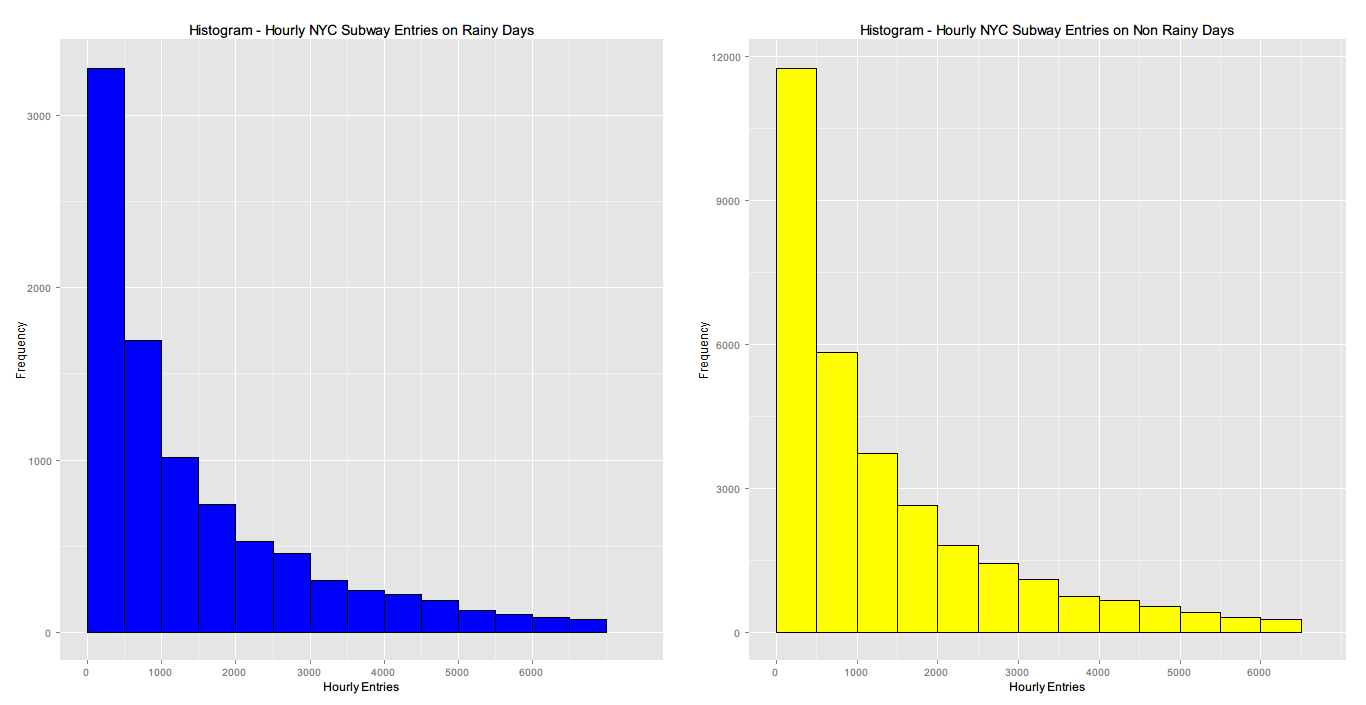 Histogram - Hourly NYC Subway Entries on Rainy Days
3000
2000
1000
0
Frequency
0 1000 2000 3000 4000 5000 6000
Hourly Entries
Histogram - Hourly NYC Subway Entries on Non Rainy Days
12000
9000
6000
3000
0
Frequency
0 1000 2000 3000 4000 5000 6000
Hourly Entries